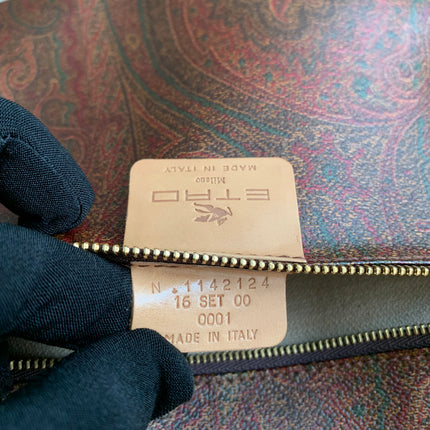 MADE IN ITALY
Milano
ETRO
N. 1142124
16 SET 00
0001
MADE IN ITALY